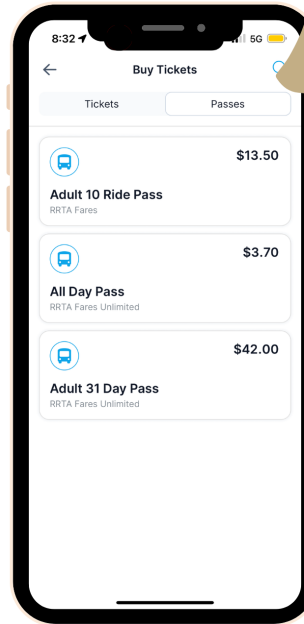 8:32 5G
Buy Tickets
Tickets Passes
$13.50
Adult 10 Ride Pass
RRTA Fares
$3.70
All Day Pass
RRTA Fares Unlimited
$42.00
Adult 31 Day Pass
RRTA Fares Unlimited